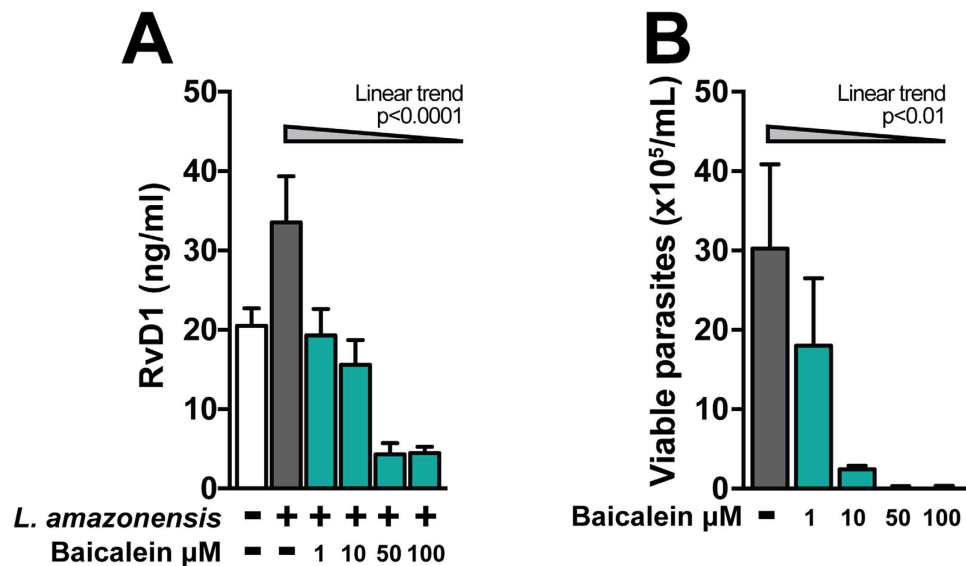 A
50
40
30
20
10
0
RvD1 (ng/ml)
Linear trend
p<0.0001
L. amazonensis - + + + + +
Baicalein µM - - 1 10 50 100
B
50
40
30
20
10
0
Viable parasites (x10⁵/mL)
Linear trend
p<0.01
Baicalein µM - 1 10 50 100